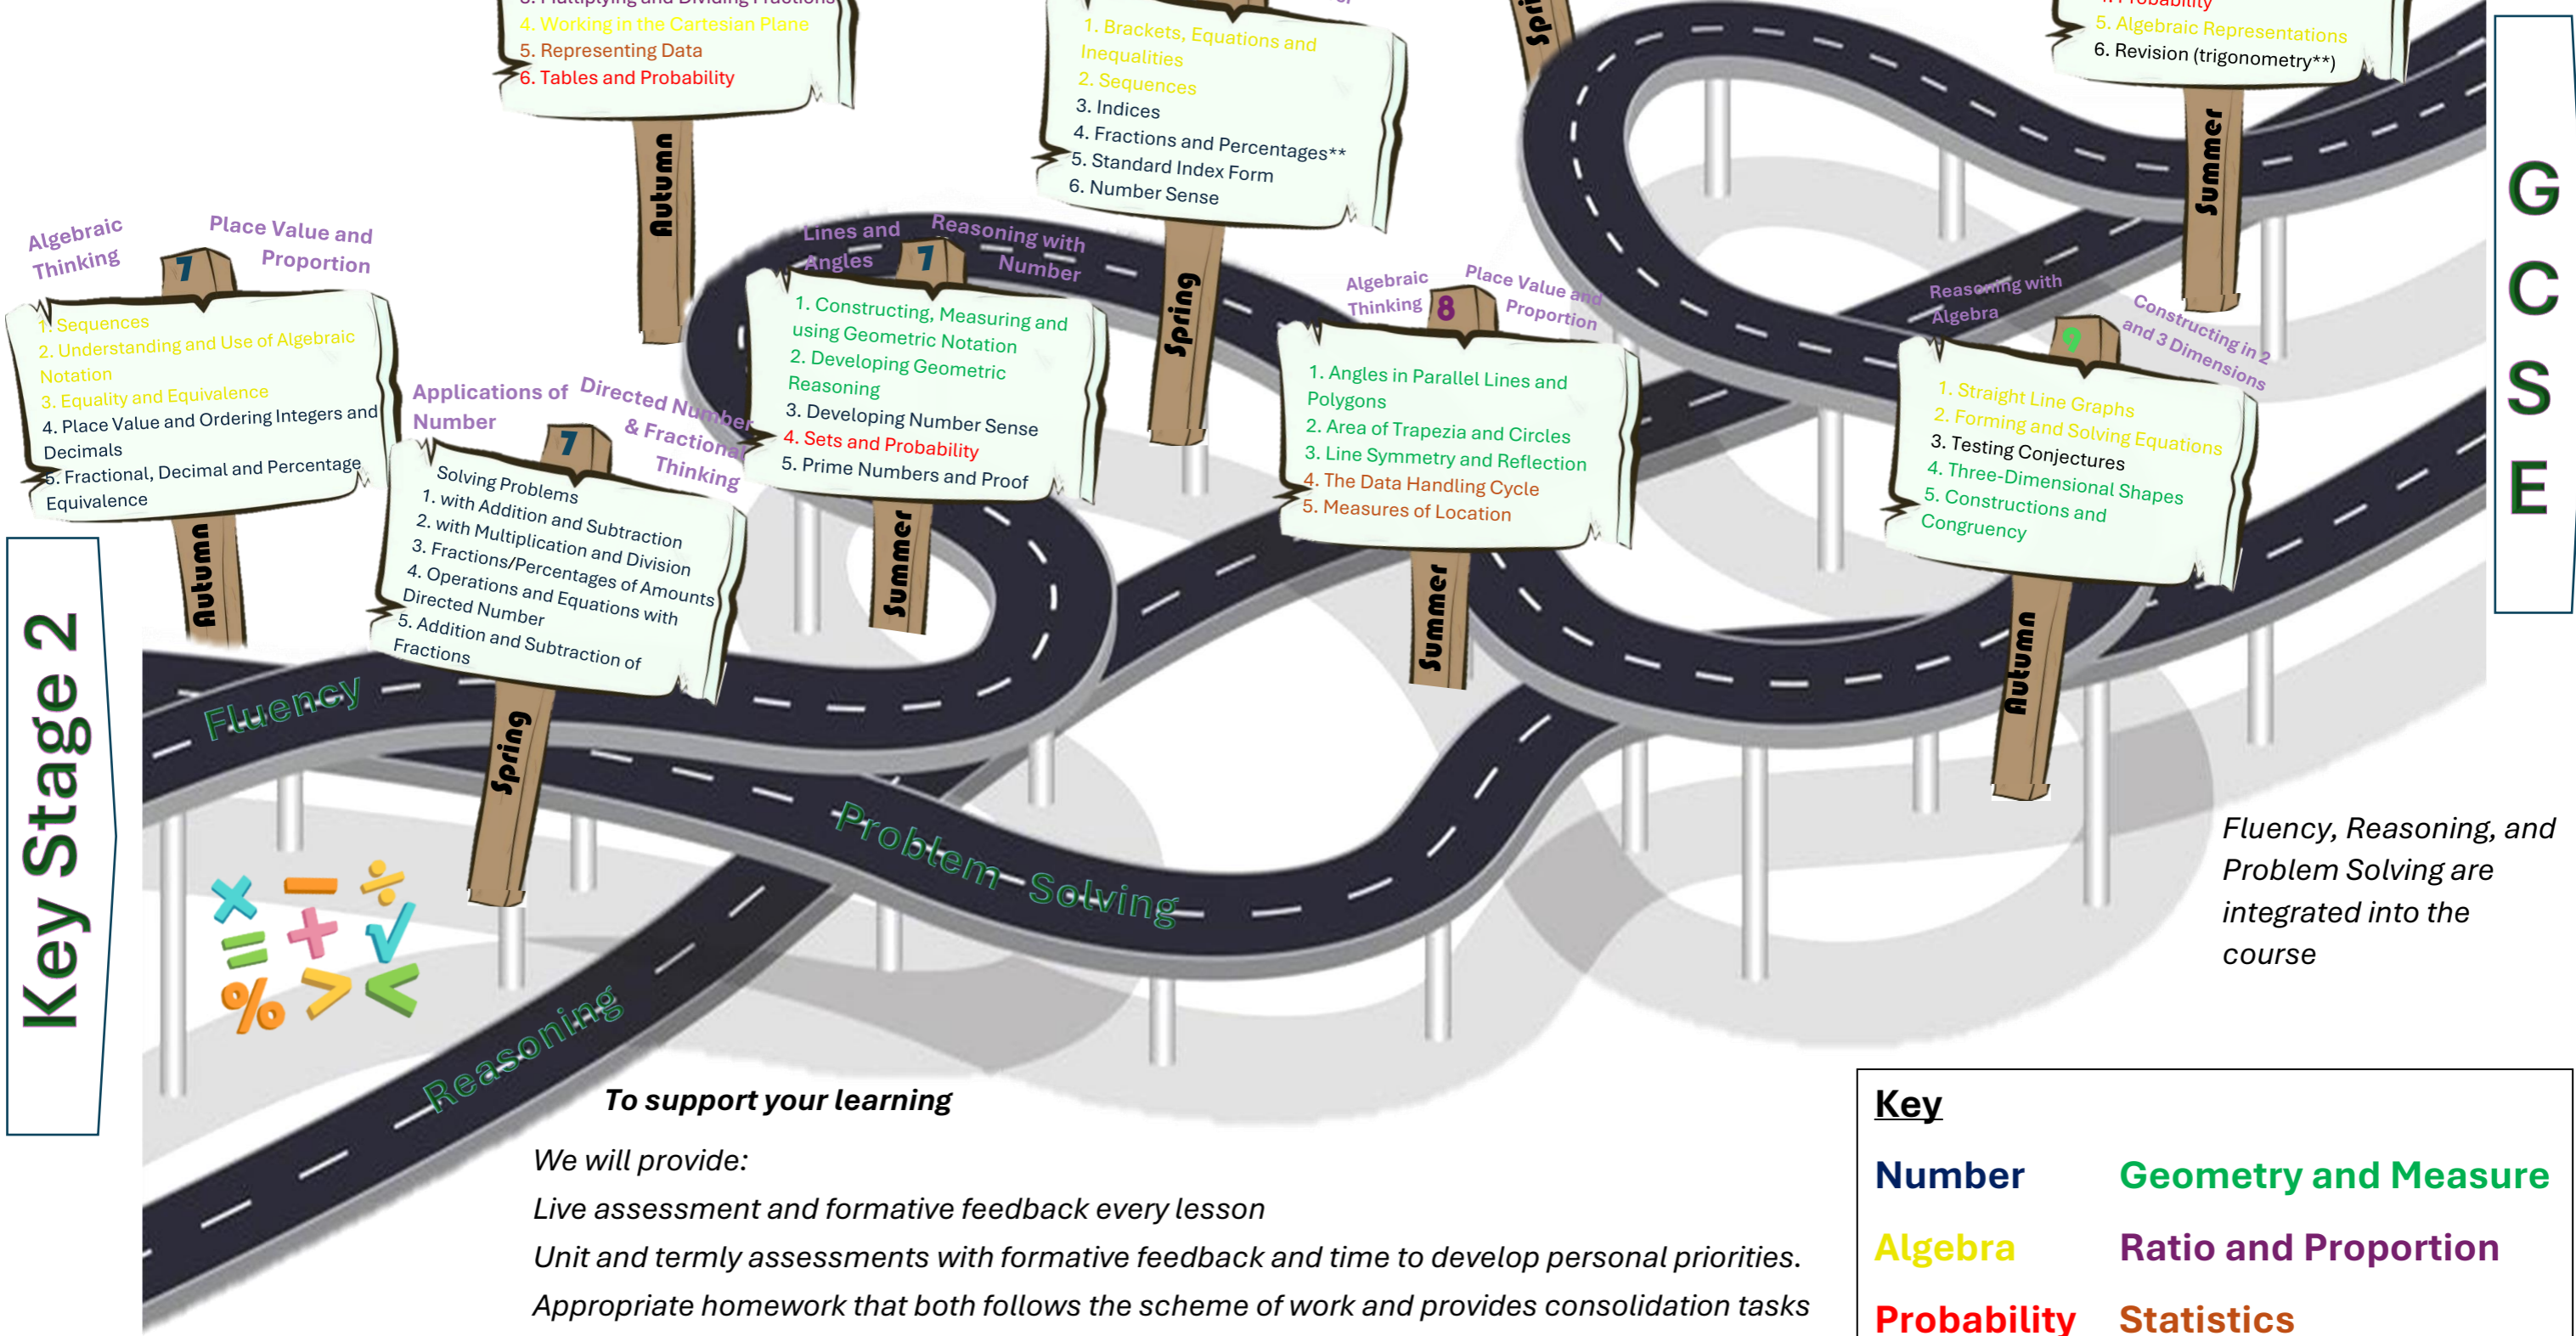 3. Multiplying and Dividing Fractions
4. Working in the Cartesian Plane
5. Representing Data
6. Tables and Probability
Autumn
1. Brackets, Equations and
Inequalities
2. Sequences
3. Indices
4. Fractions and Percentages**
5. Standard Index Form
6. Number Sense
Spring
Spri
4. Probability
5. Algebraic Representations
6. Revision (trigonometry**)
Summer
GCSE
Algebraic
Thinking
Place Value and
Proportion
7
1. Sequences
2. Understanding and Use of Algebraic
Notation
3. Equality and Equivalence
4. Place Value and Ordering Integers and
Decimals
5. Fractional, Decimal and Percentage
Equivalence
Autumn
Applications of
Number
Directed Number
& Fractional
Thinking
7
Solving Problems
1. with Addition and Subtraction
2. with Multiplication and Division
3. Fractions/Percentages of Amounts
4. Operations and Equations with
Directed Number
5. Addition and Subtraction of
Fractions
Spring
Lines and
Angles
Reasoning with
Number
7
1. Constructing, Measuring and
using Geometric Notation
2. Developing Geometric
Reasoning
3. Developing Number Sense
4. Sets and Probability
5. Prime Numbers and Proof
Summer
Algebraic
Thinking
Place Value and
Proportion
8
1. Angles in Parallel Lines and
Polygons
2. Area of Trapezia and Circles
3. Line Symmetry and Reflection
4. The Data Handling Cycle
5. Measures of Location
Summer
Reasoning with
Algebra
Constructing in 2
and 3 Dimensions
9
1. Straight Line Graphs
2. Forming and Solving Equations
3. Testing Conjectures
4. Three-Dimensional Shapes
5. Constructions and
Congruency
Autumn
Key Stage 2
Fluency
Problem Solving
Reasoning
× − ÷
= + √
% > <
Fluency, Reasoning, and
Problem Solving are
integrated into the
course
To support your learning
We will provide:
Live assessment and formative feedback every lesson
Unit and termly assessments with formative feedback and time to develop personal priorities.
Appropriate homework that both follows the scheme of work and provides consolidation tasks
Key
Number
Geometry and Measure
Algebra
Ratio and Proportion
Probability
Statistics